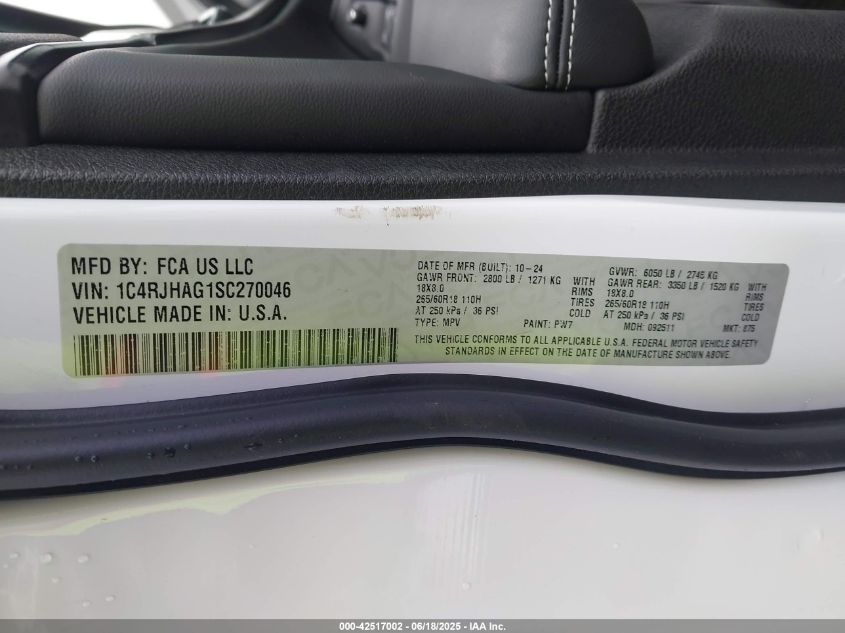 MFD BY: FCA US LLC
VIN: 1C4RJHAG1SC270046
VEHICLE MADE IN: U.S.A.
DATE OF MFR (BUILT): 10-24
GAWR FRONT: 2800 LB / 1271 KG WITH
18X8.0 RIMS
265/60R18 110H TIRES
AT 250 kPa / 36 PSI COLD
TYPE: MPV PAINT: PW7
GVWR: 6050 LB / 2745 KG
GAWR REAR: 3350 LB / 1520 KG WITH
18X8.0 RIMS
265/60R18 110H TIRES
AT 250 kPa / 36 PSI COLD
MDH: 092511 MKT: 875
THIS VEHICLE CONFORMS TO ALL APPLICABLE U.S.A. FEDERAL MOTOR VEHICLE SAFETY
STANDARDS IN EFFECT ON THE DATE OF MANUFACTURE SHOWN ABOVE.
000-42517002 - 06/18/2025 - IAA Inc.